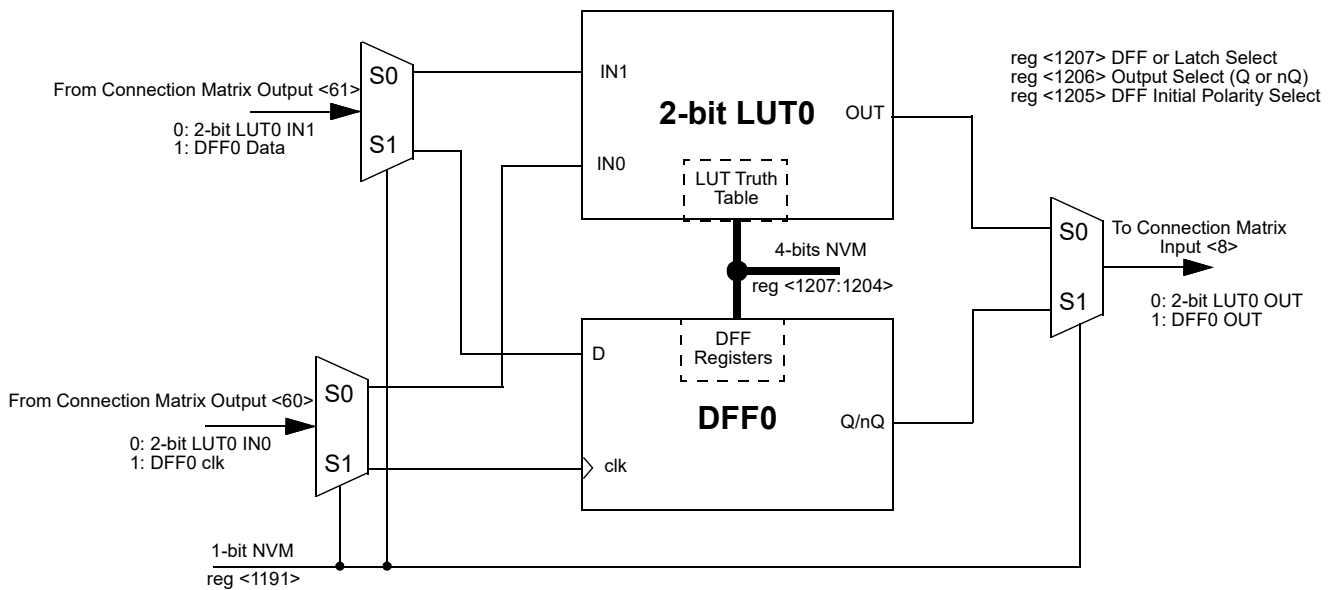 reg <1207> DFF or Latch Select
reg <1206> Output Select (Q or nQ)
reg <1205> DFF Initial Polarity Select
From Connection Matrix Output <61>
0: 2-bit LUT0 IN1
1: DFF0 Data
S0
S1
IN1
IN0
2-bit LUT0
OUT
LUT Truth
Table
4-bits NVM
reg <1207:1204>
S0
S1
To Connection Matrix
Input <8>
0: 2-bit LUT0 OUT
1: DFF0 OUT
From Connection Matrix Output <60>
0: 2-bit LUT0 IN0
1: DFF0 clk
S0
S1
D
clk
DFF
Registers
DFF0
Q/nQ
1-bit NVM
reg <1191>